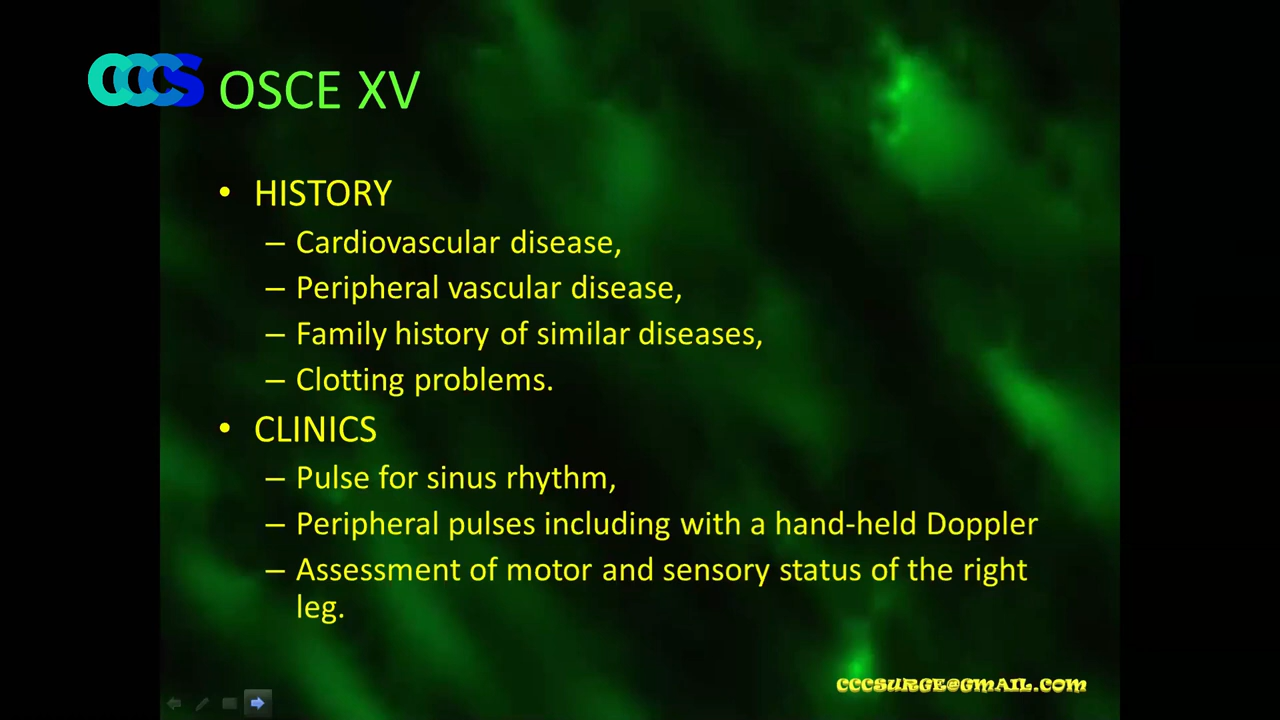 CCCS OSCE XV
• HISTORY
– Cardiovascular disease,
– Peripheral vascular disease,
– Family history of similar diseases,
– Clotting problems.
• CLINICS
– Pulse for sinus rhythm,
– Peripheral pulses including with a hand-held Doppler
– Assessment of motor and sensory status of the right
leg.
CCCSURGE@GMAIL.COM